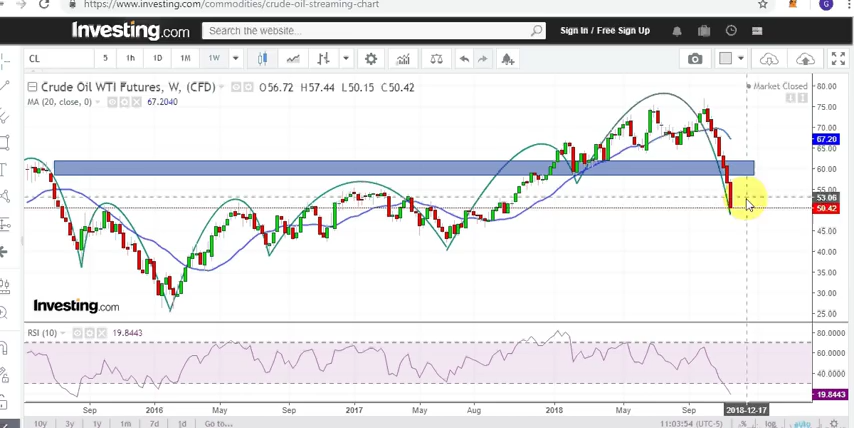 https://www.investing.com/commodities/crude-oil-streaming-chart
Investing.com
Search the website...
Sign In / Free Sign Up
CL
5
1h
1D
1M
1W
Crude Oil WTI Futures, W, (CFD)
O56.72 H57.44 L50.15 C50.42
MA (20, close, 0)
67.2040
Market Closed
80.00
75.00
70.00
67.20
65.00
60.00
55.00
53.06
50.42
45.00
40.00
35.00
30.00
25.00
Investing.com
RSI (10)
19.8443
80.0000
60.0000
40.0000
19.8443
Sep 2016 May Sep 2017 May Aug 2018 May Sep 2018-12-17
10y 3y 1y 1m 7d 1d Go to...
11:03:54 (UTC-5) % log auto